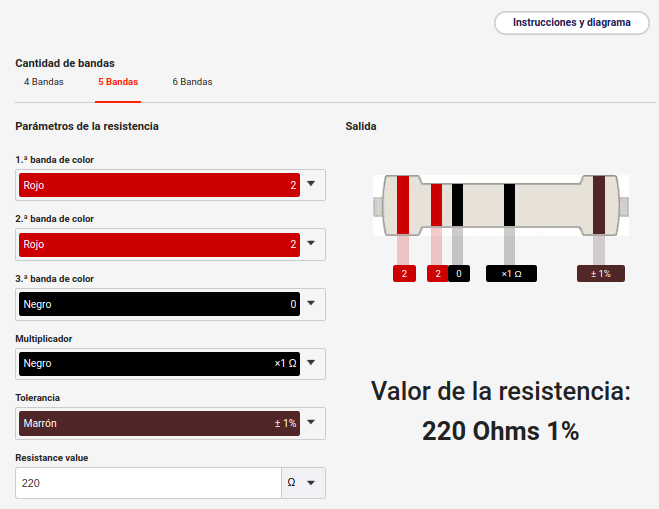 Instrucciones y diagrama
Cantidad de bandas
4 Bandas 5 Bandas 6 Bandas
Parámetros de la resistencia
1.ª banda de color
Rojo 2
2.ª banda de color
Rojo 2
3.ª banda de color
Negro 0
Multiplicador
Negro ×1 Ω
Tolerancia
Marrón ± 1%
Resistance value
220 Ω
Salida
2 2 0 ×1 Ω ± 1%
Valor de la resistencia:
220 Ohms 1%